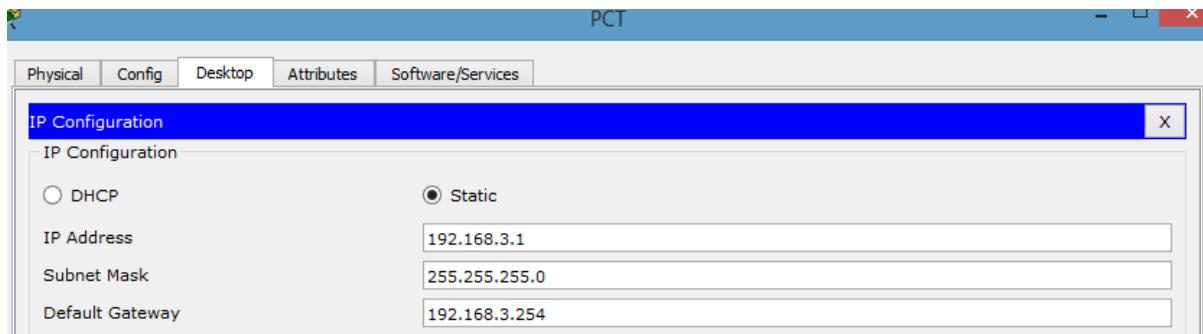 PCT
Physical Config Desktop Attributes Software/Services
IP Configuration X
IP Configuration
DHCP Static
IP Address 192.168.3.1
Subnet Mask 255.255.255.0
Default Gateway 192.168.3.254